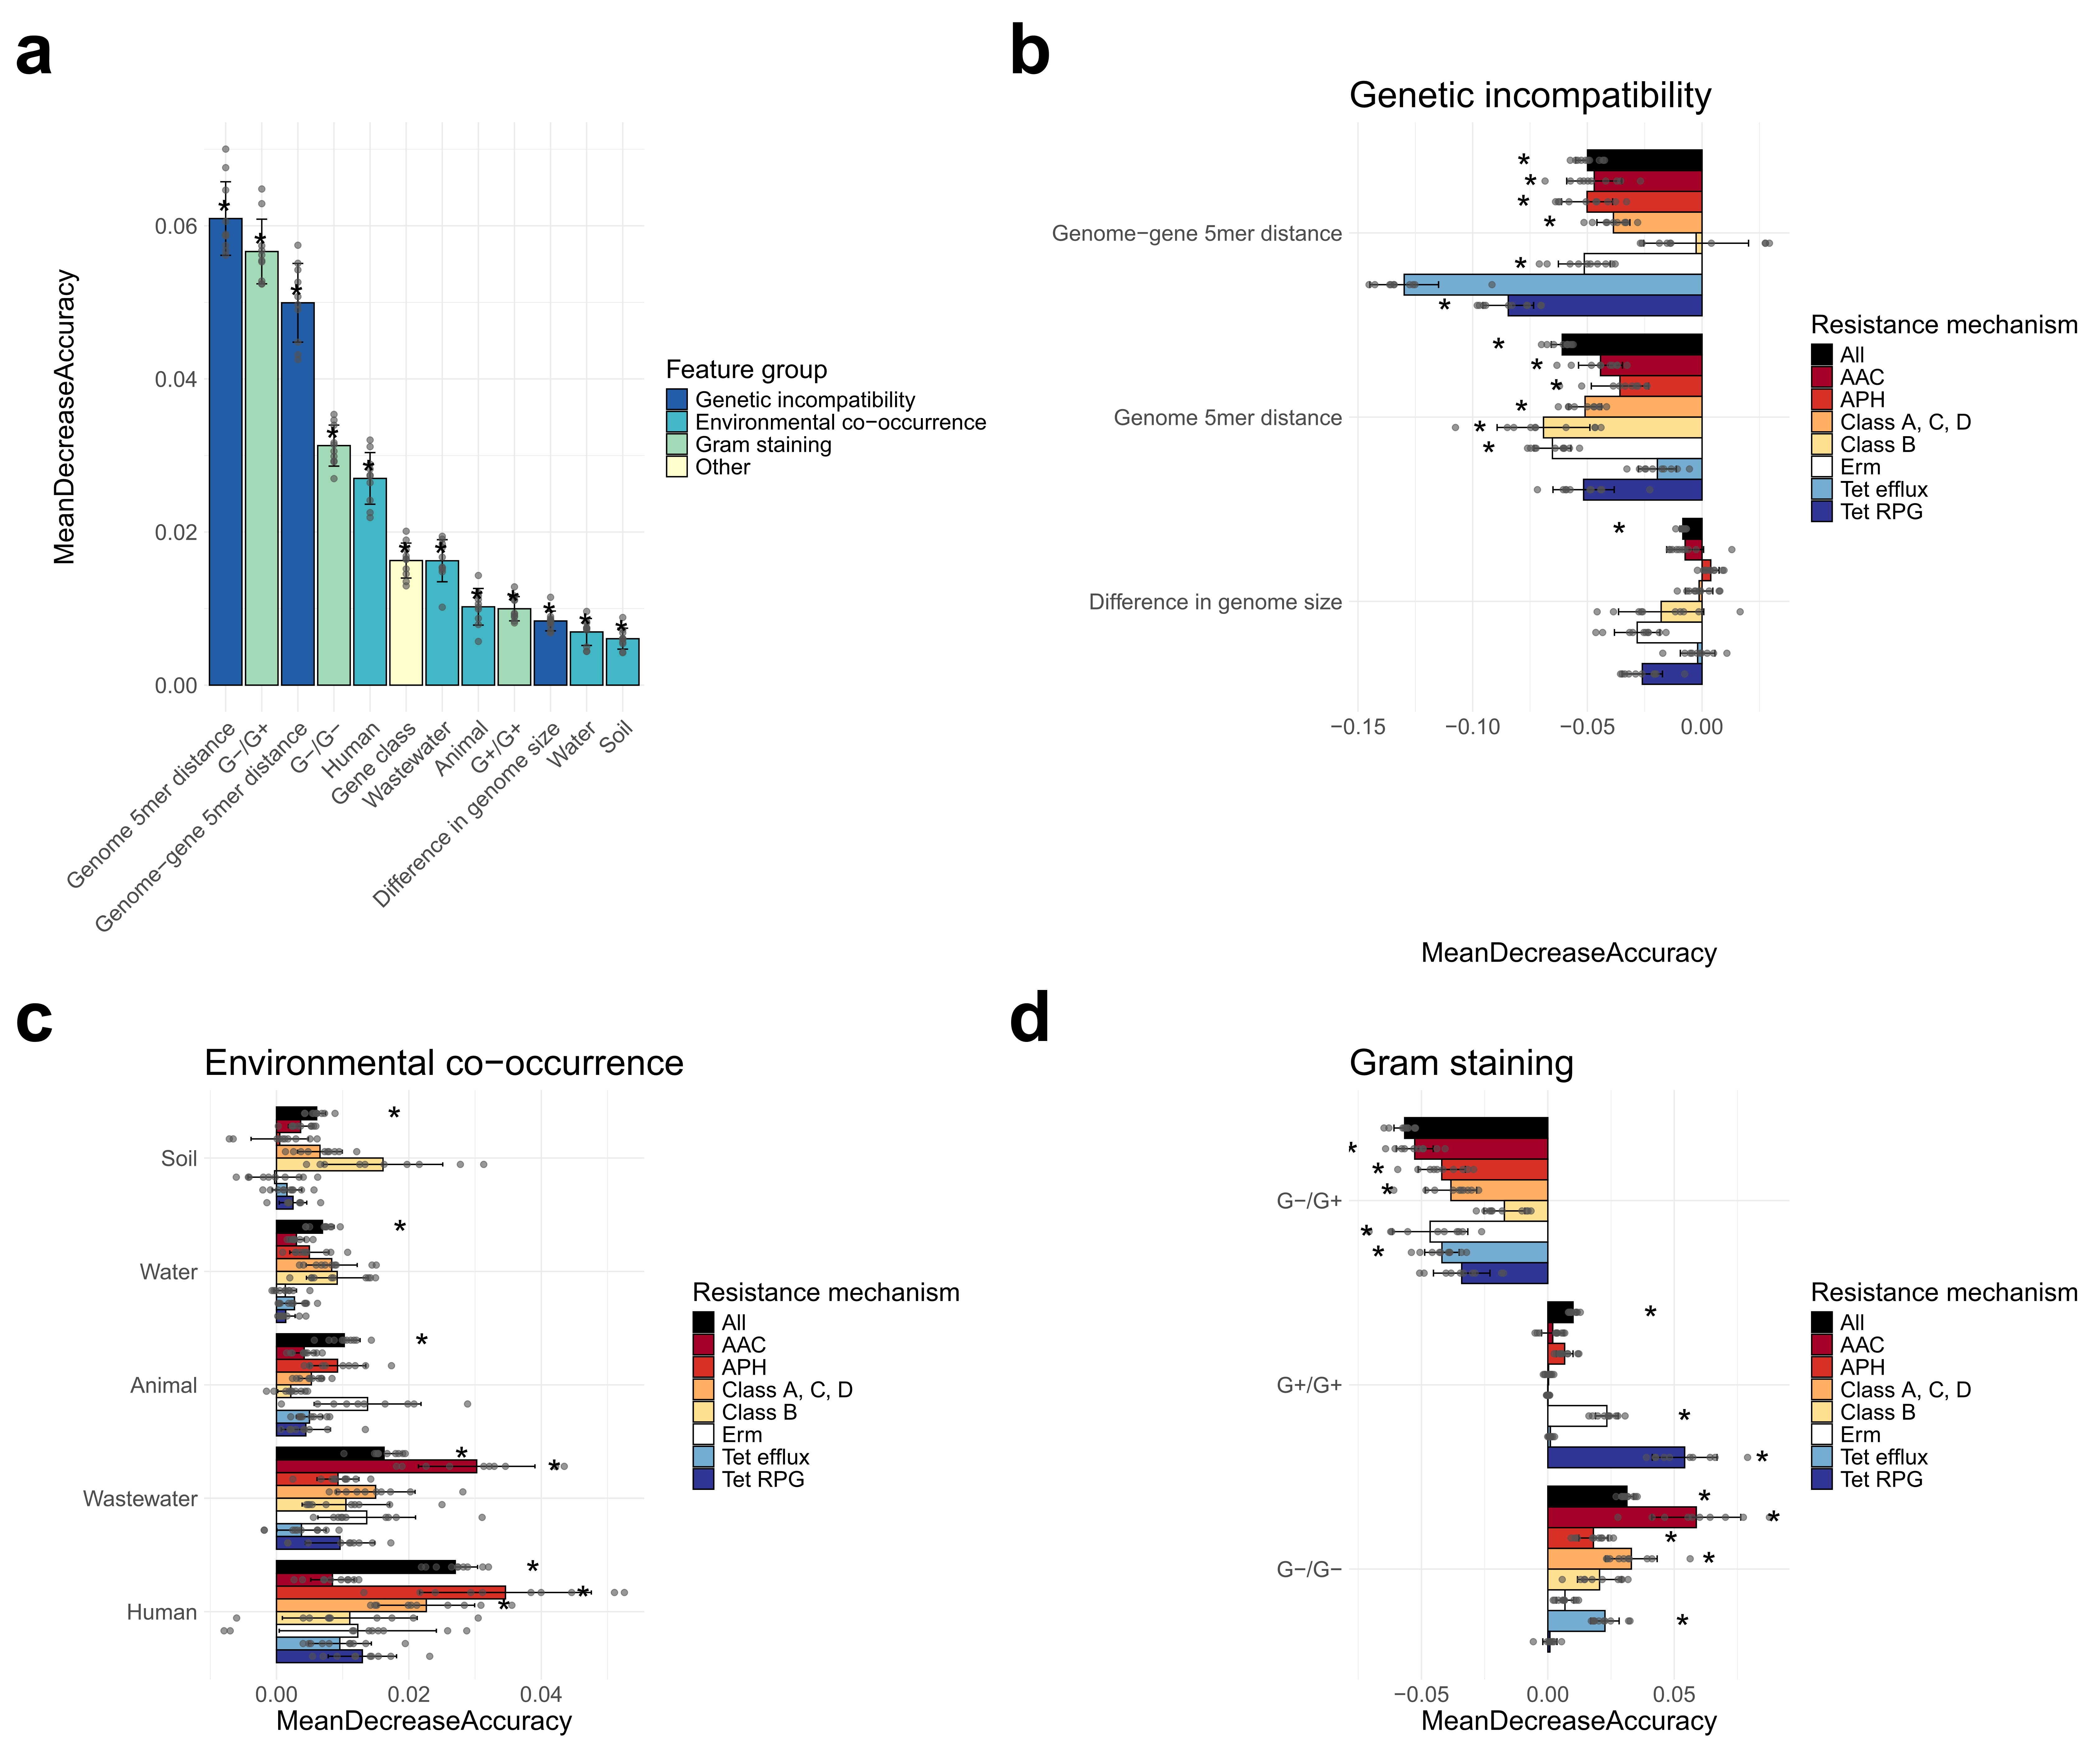 a
MeanDecreaseAccuracy
0.06
0.04
0.02
0.00
Genome 5mer distance
G−/G+
Genome−gene 5mer distance
G−/G−
Human
Gene class
Wastewater
Animal
G+/G+
Difference in genome size
Water
Soil
Feature group
Genetic incompatibility
Environmental co−occurrence
Gram staining
Other
b
Genetic incompatibility
Genome−gene 5mer distance
Genome 5mer distance
Difference in genome size
−0.15 −0.10 −0.05 0.00
MeanDecreaseAccuracy
Resistance mechanism
All
AAC
APH
Class A, C, D
Class B
Erm
Tet efflux
Tet RPG
c
Environmental co−occurrence
Soil
Water
Animal
Wastewater
Human
0.00 0.02 0.04
MeanDecreaseAccuracy
Resistance mechanism
All
AAC
APH
Class A, C, D
Class B
Erm
Tet efflux
Tet RPG
d
Gram staining
G−/G+
G+/G+
G−/G−
−0.05 0.00 0.05
MeanDecreaseAccuracy
Resistance mechanism
All
AAC
APH
Class A, C, D
Class B
Erm
Tet efflux
Tet RPG